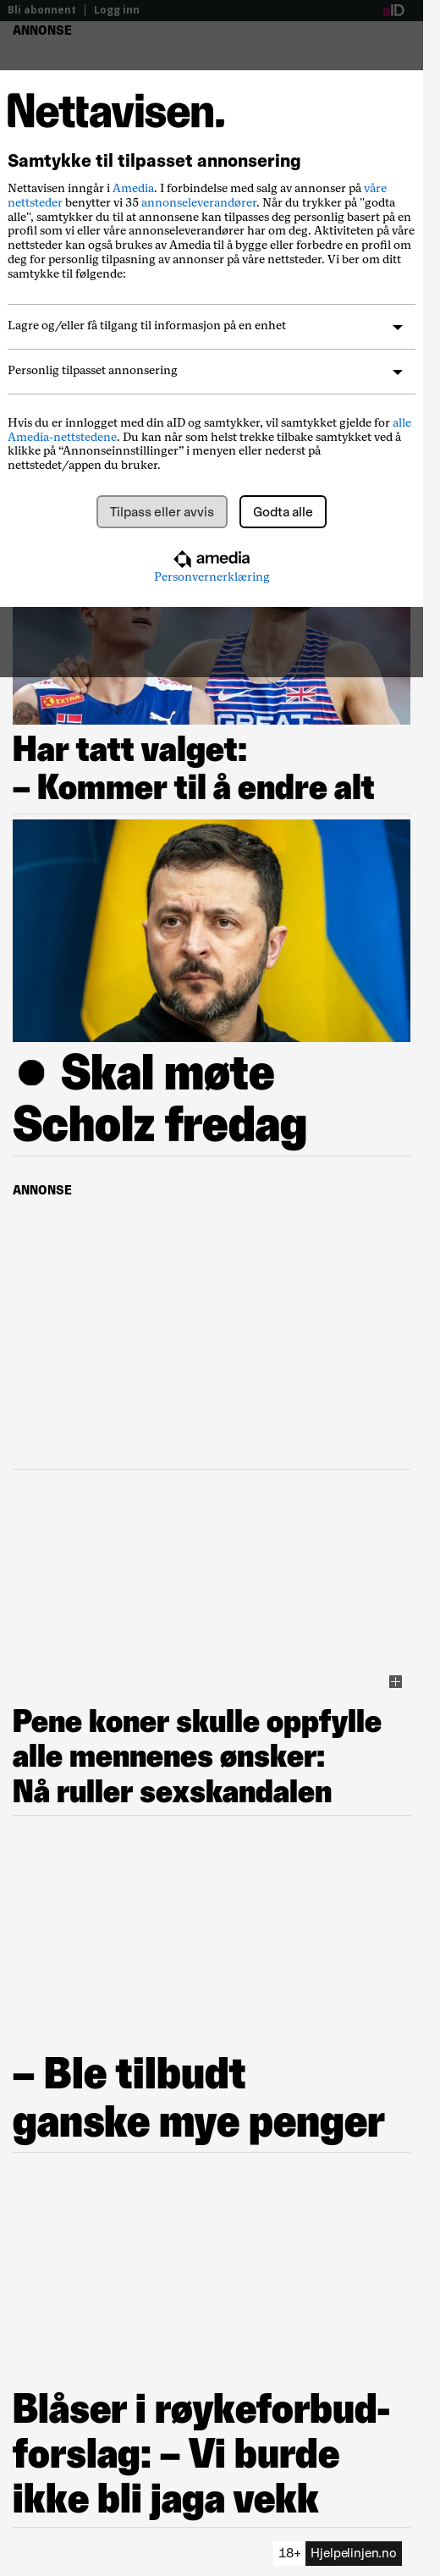 Bli abonnent | Logg inn aID
ANNONSE
Nettavisen.
Samtykke til tilpasset annonsering
Nettavisen inngår i Amedia. I forbindelse med salg av annonser på våre
nettsteder benytter vi 35 annonseleverandører. Når du trykker på "godta
alle", samtykker du til at annonsene kan tilpasses deg personlig basert på en
profil som vi eller våre annonseleverandører har om deg. Aktiviteten på våre
nettsteder kan også brukes av Amedia til å bygge eller forbedre en profil om
deg for personlig tilpasning av annonser på våre nettsteder. Vi ber om ditt
samtykke til følgende:
Lagre og/eller få tilgang til informasjon på en enhet
Personlig tilpasset annonsering
Hvis du er innlogget med din aID og samtykker, vil samtykket gjelde for alle
Amedia-nettstedene. Du kan når som helst trekke tilbake samtykket ved å
klikke på “Annonseinnstillinger” i menyen eller nederst på
nettstedet/appen du bruker.
Tilpass eller avvis Godta alle
amedia
Personvernerklæring
EXTRA
GREAT
Har tatt valget:
– Kommer til å endre alt
● Skal møte
Scholz fredag
ANNONSE
Pene koner skulle oppfylle
alle mennenes ønsker:
Nå ruller sexskandalen
– Ble tilbudt
ganske mye penger
Blåser i røykeforbud-
forslag: – Vi burde
ikke bli jaga vekk
18+ Hjelpelinjen.no